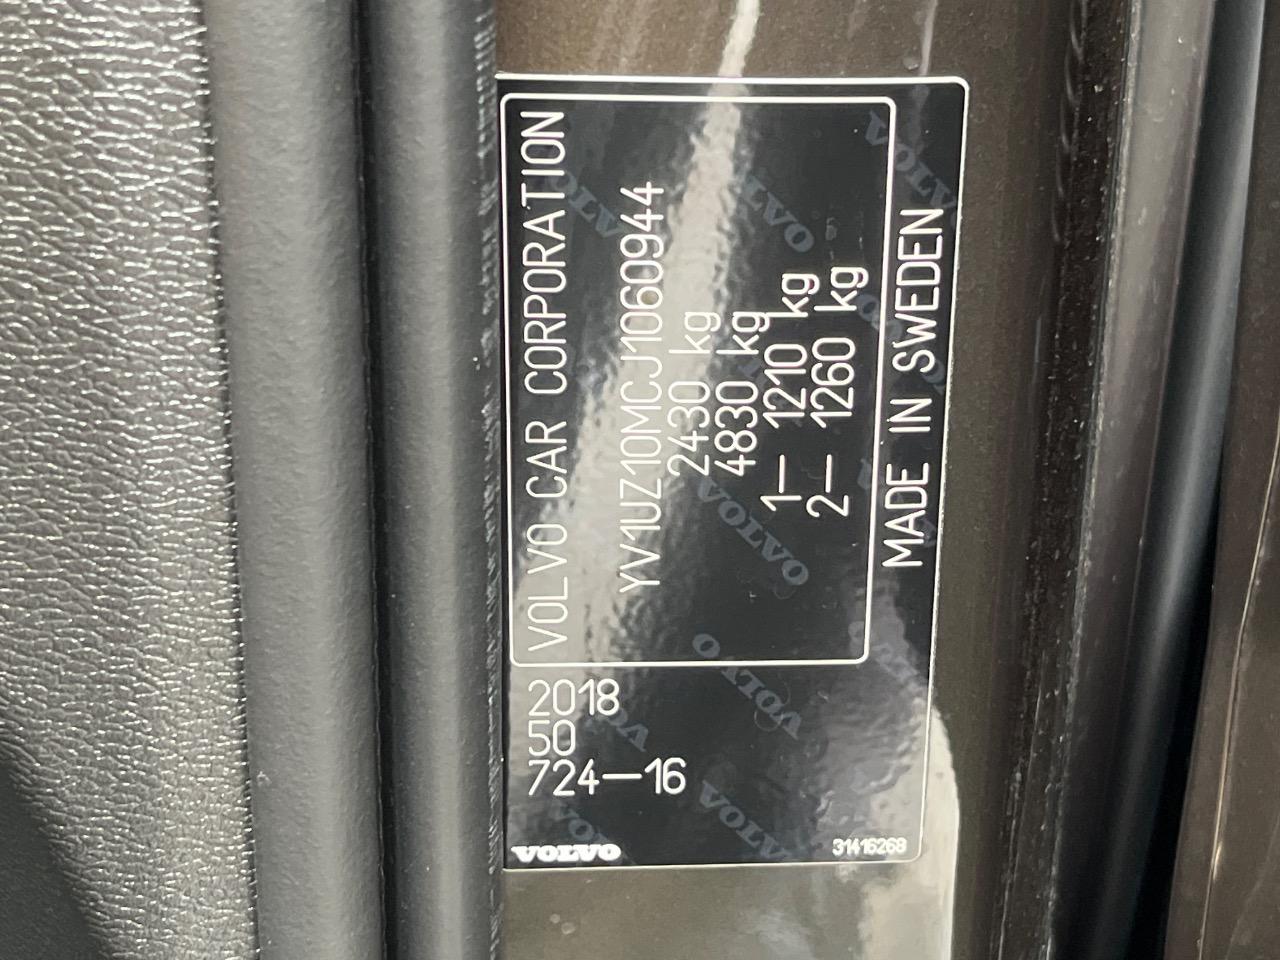 VOLVO CAR CORPORATION
YV1UZ10MCJ1060944
2430 kg
4830 kg
1— 1210 kg
2— 1260 kg
MADE IN SWEDEN
2018
50
724—16
VOLVO
31416268